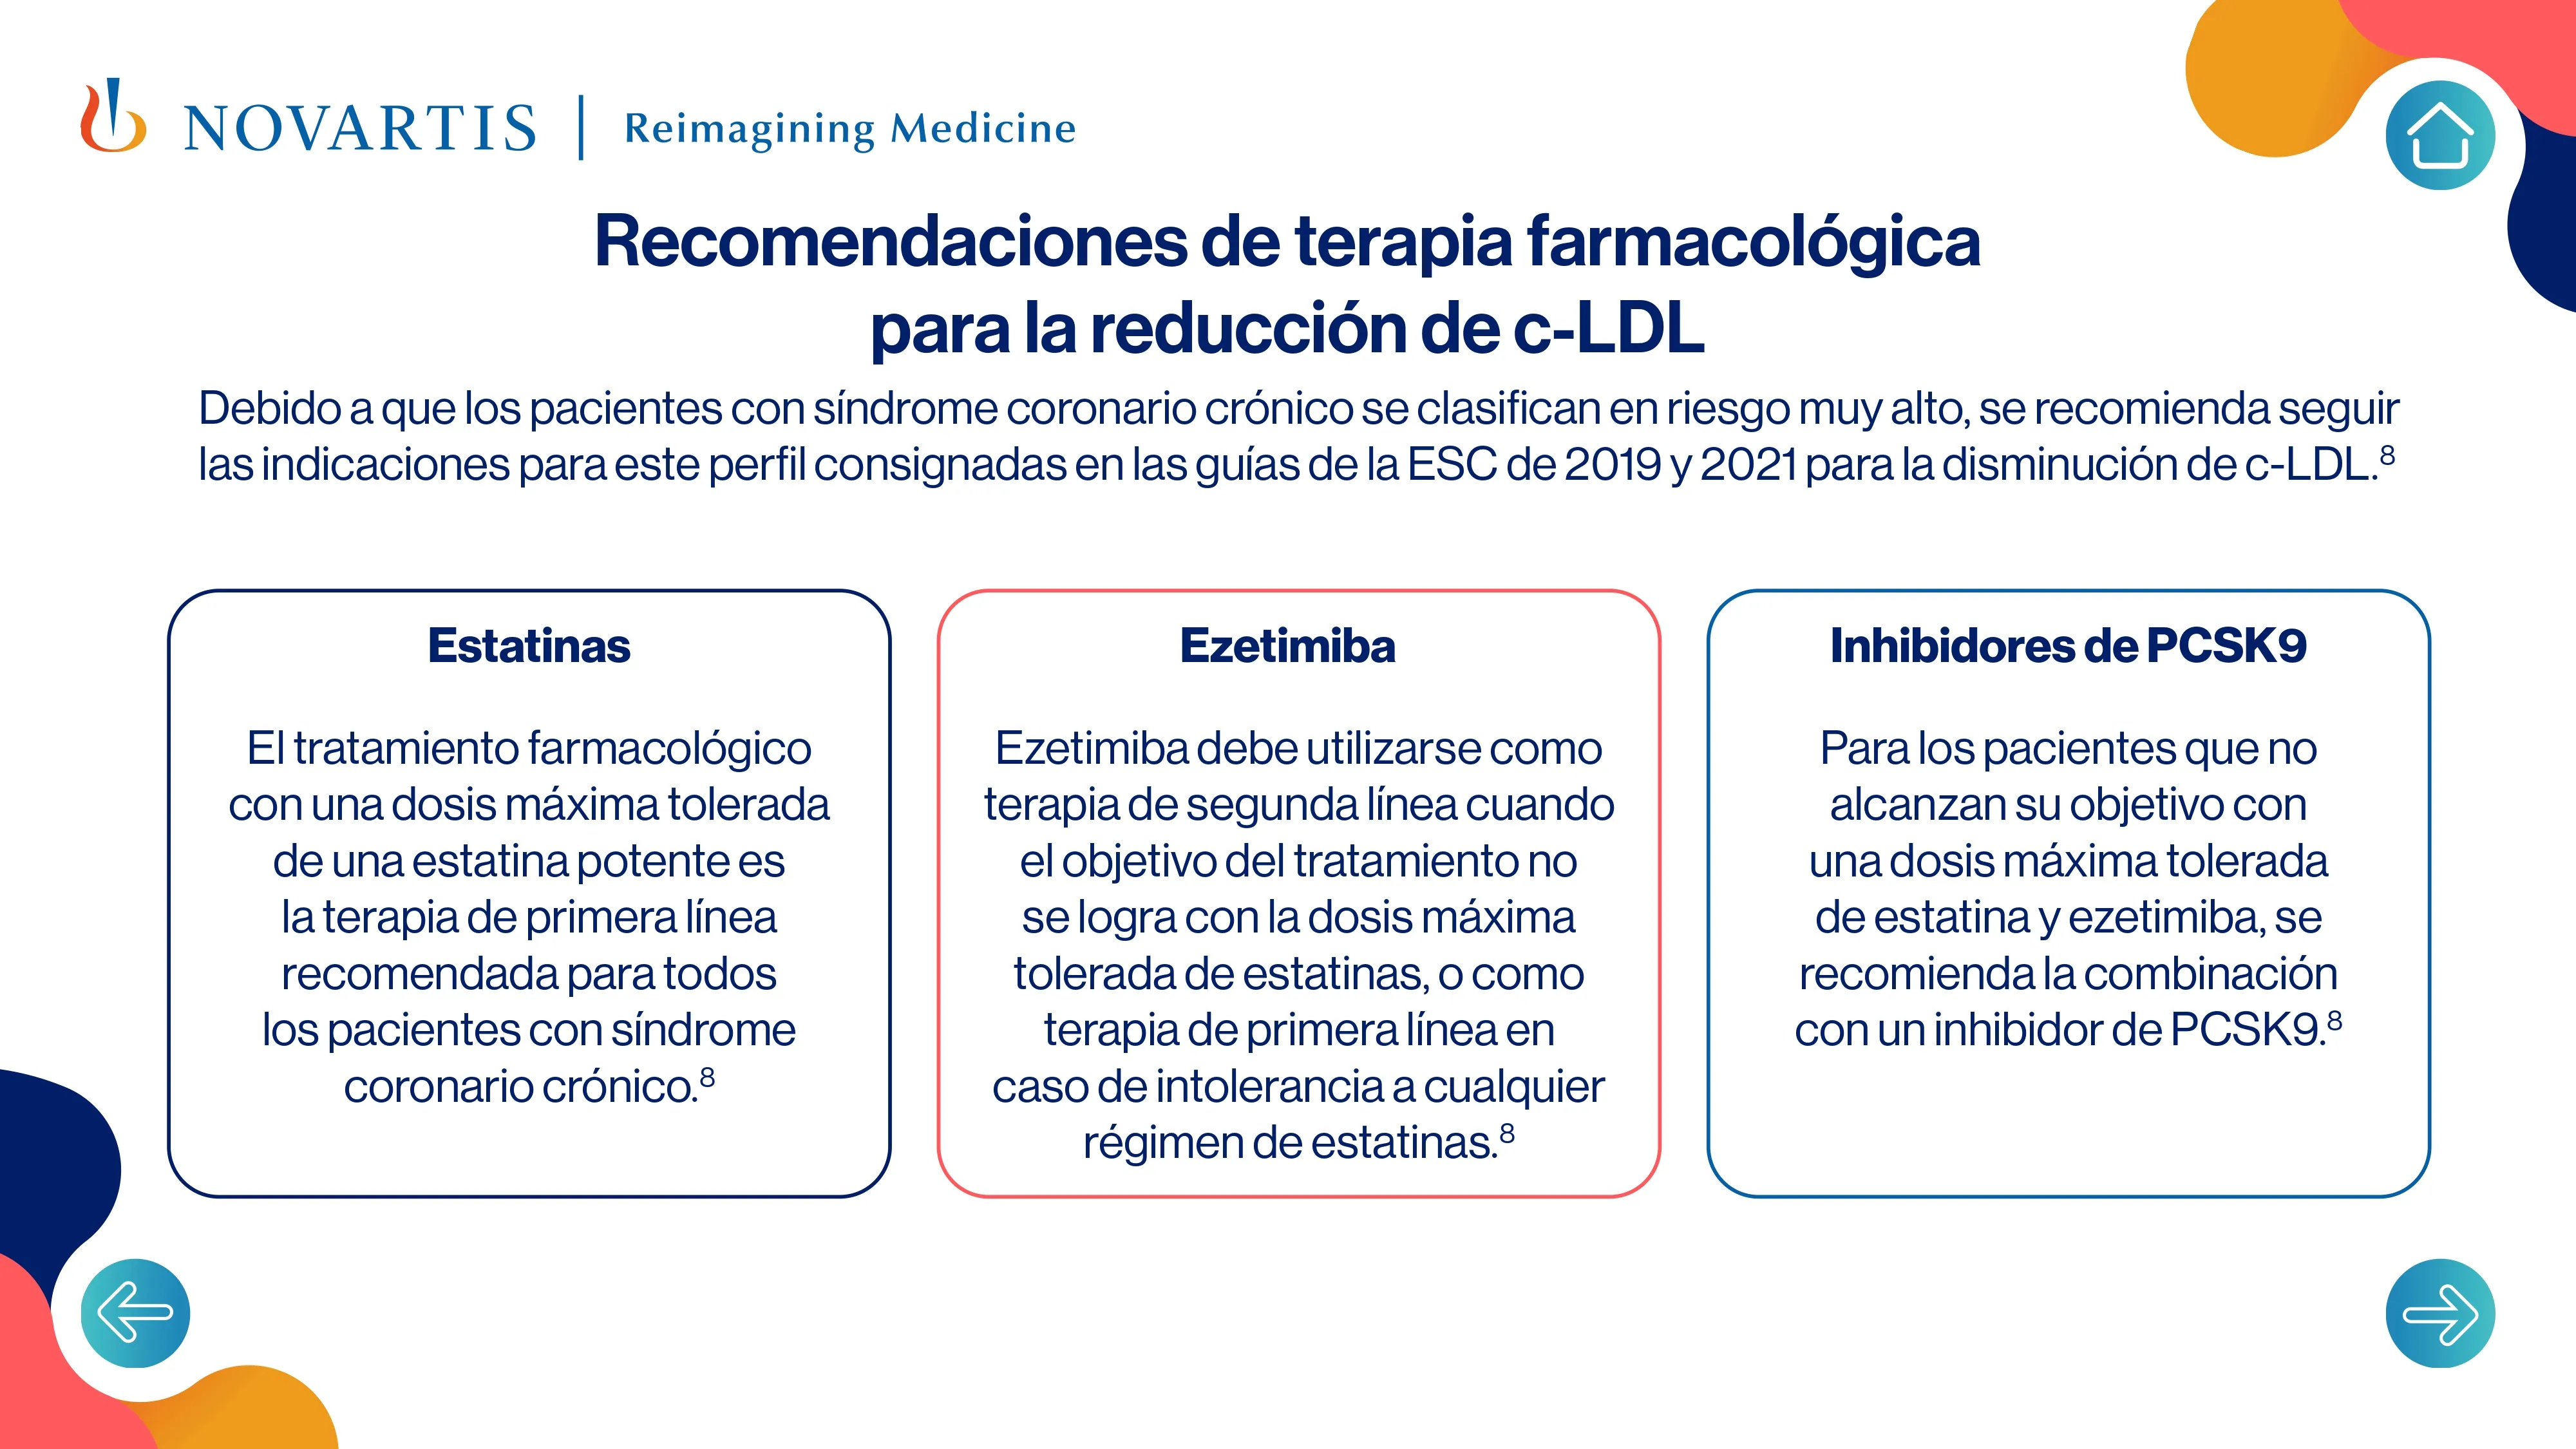 NOVARTIS | Reimagining Medicine
Recomendaciones de terapia farmacológica
para la reducción de c-LDL
Debido a que los pacientes con síndrome coronario crónico se clasifican en riesgo muy alto, se recomienda seguir
las indicaciones para este perfil consignadas en las guías de la ESC de 2019 y 2021 para la disminución de c-LDL.⁸
Estatinas
El tratamiento farmacológico
con una dosis máxima tolerada
de una estatina potente es
la terapia de primera línea
recomendada para todos
los pacientes con síndrome
coronario crónico.⁸
Ezetimiba
Ezetimiba debe utilizarse como
terapia de segunda línea cuando
el objetivo del tratamiento no
se logra con la dosis máxima
tolerada de estatinas, o como
terapia de primera línea en
caso de intolerancia a cualquier
régimen de estatinas.⁸
Inhibidores de PCSK9
Para los pacientes que no
alcanzan su objetivo con
una dosis máxima tolerada
de estatina y ezetimiba, se
recomienda la combinación
con un inhibidor de PCSK9.⁸